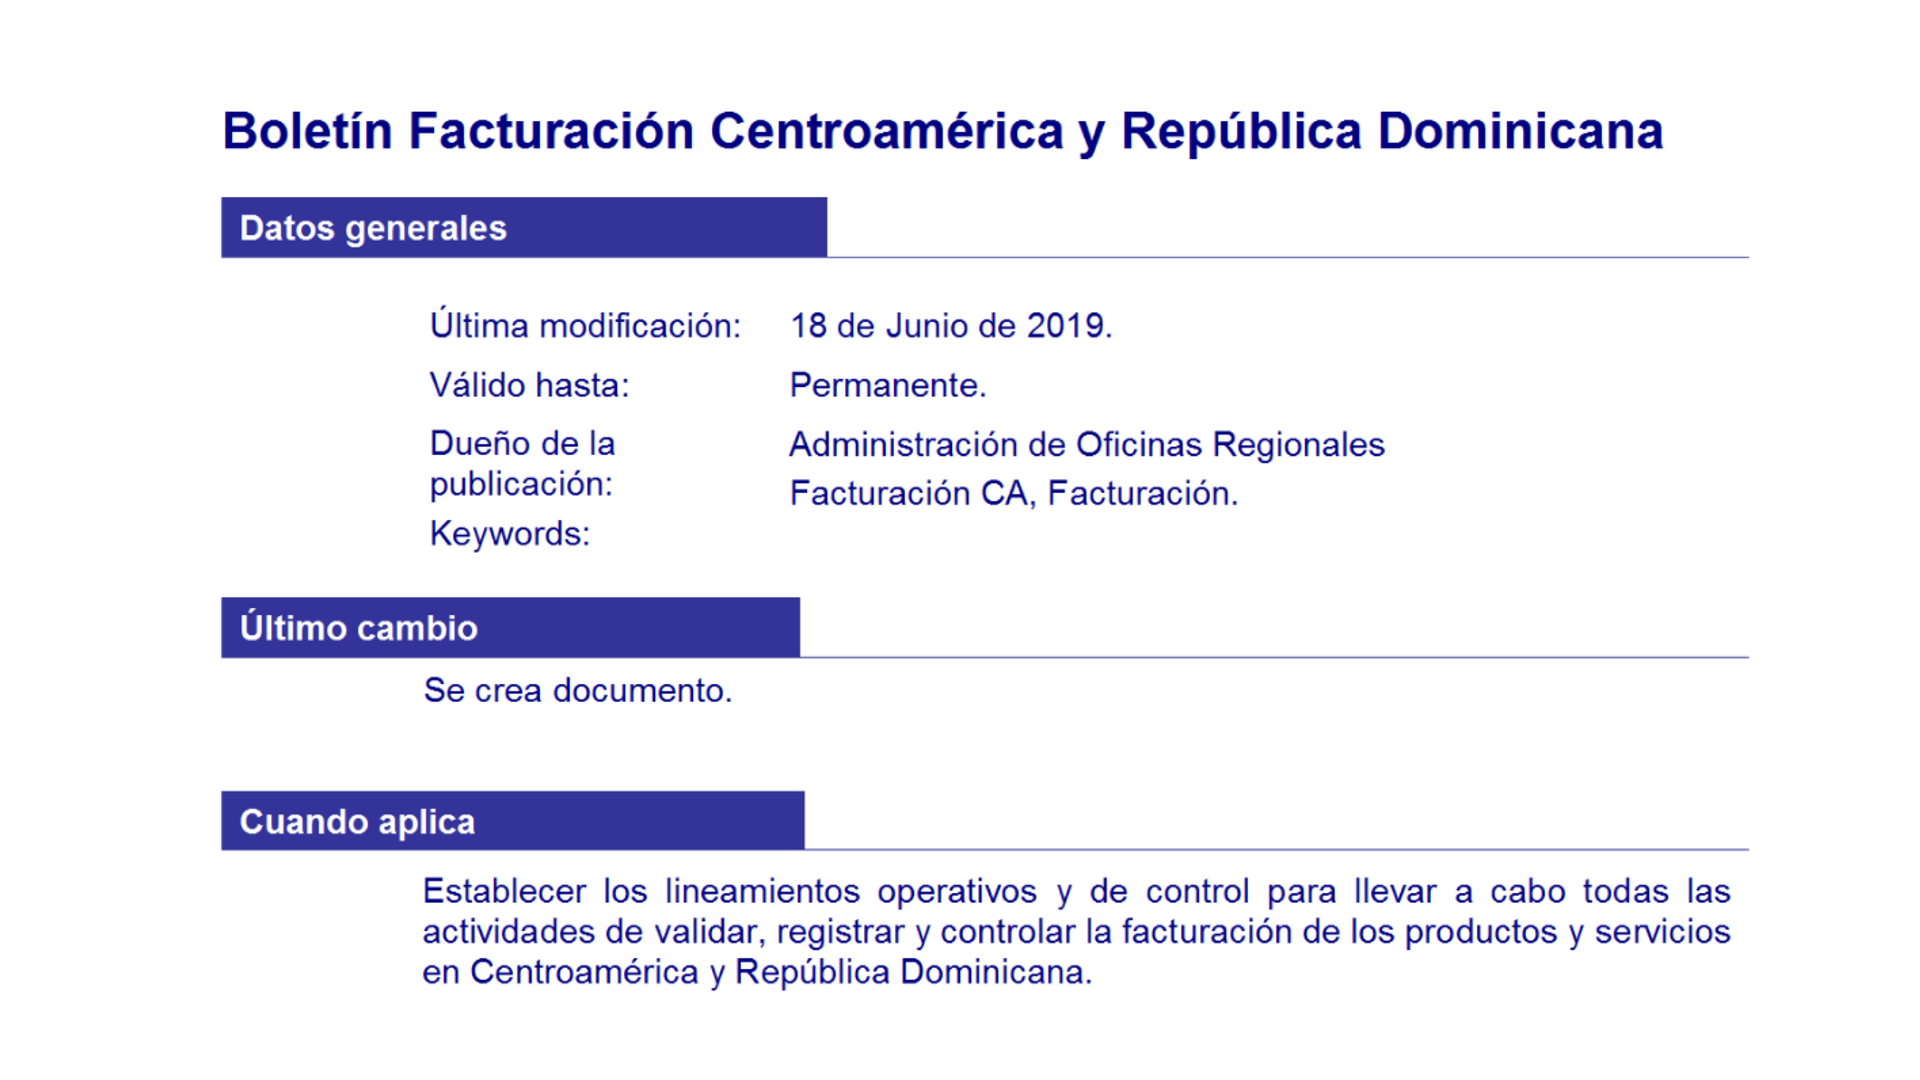 Boletín Facturación Centroamérica y República Dominicana
Datos generales
Última modificación: 18 de Junio de 2019.
Válido hasta: Permanente.
Dueño de la Administración de Oficinas Regionales
publicación: Facturación CA, Facturación.
Keywords:
Último cambio
Se crea documento.
Cuando aplica
Establecer los lineamientos operativos y de control para llevar a cabo todas las
actividades de validar, registrar y controlar la facturación de los productos y servicios
en Centroamérica y República Dominicana.